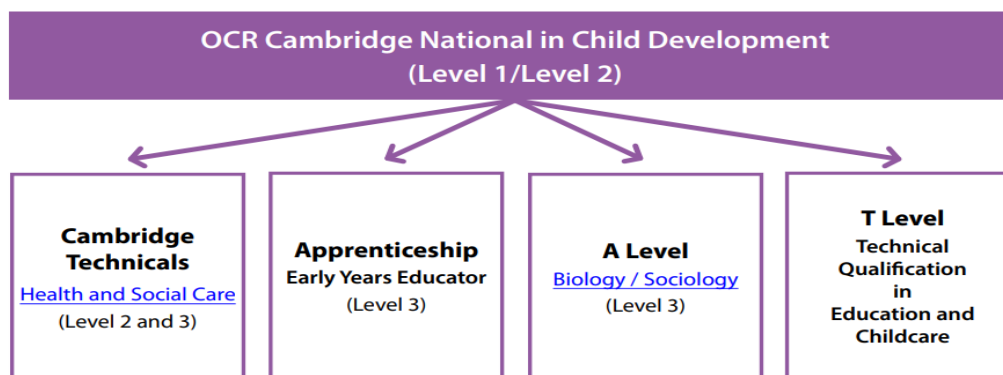 OCR Cambridge National in Child Development
(Level 1/Level 2)
Cambridge
Technicals
Health and Social Care
(Level 2 and 3)
Apprenticeship
Early Years Educator
(Level 3)
A Level
Biology / Sociology
(Level 3)
T Level
Technical
Qualification
in
Education and
Childcare